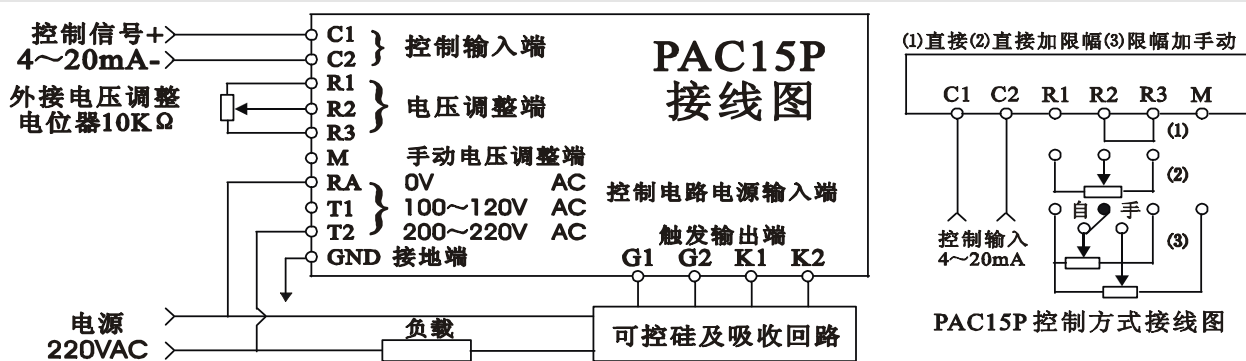 控制信号+
4～20mA-
外接电压调整
电位器10KΩ
C1
C2
控制输入端
R1
R2
R3
电压调整端
M 手动电压调整端
RA 0V AC
T1 100～120V AC
T2 200～220V AC
GND 接地端
PAC15P
接线图
控制电路电源输入端
触发输出端
G1 G2 K1 K2
电源
220VAC
负载
可控硅及吸收回路
(1)直接(2)直接加限幅(3)限幅加手动
C1 C2 R1 R2 R3 M
(1)
(2)
自 手
(3)
控制输入
4～20mA
PAC15P控制方式接线图